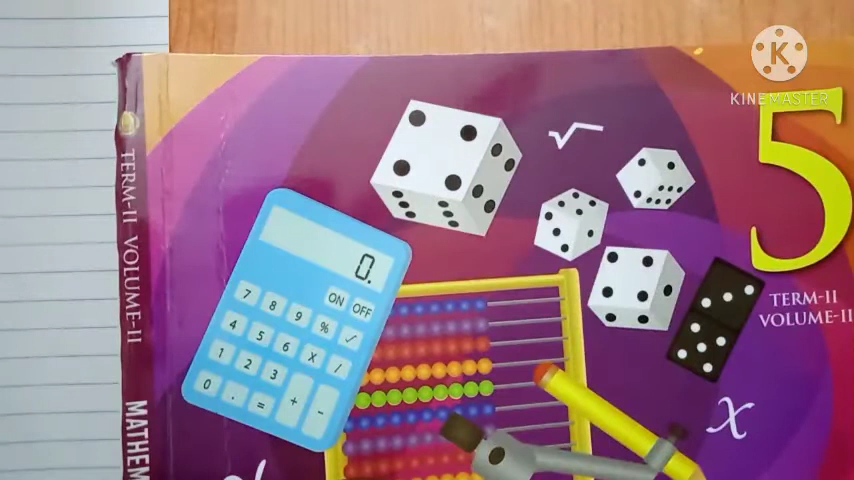 K
KINEMASTER
5
TERM-II
VOLUME-II
TERM-II VOLUME-II
MATHEM
√
x
0.
ON OFF
7 8 9 % ✓
4 5 6 X /
1 2 3 + -
0 . =